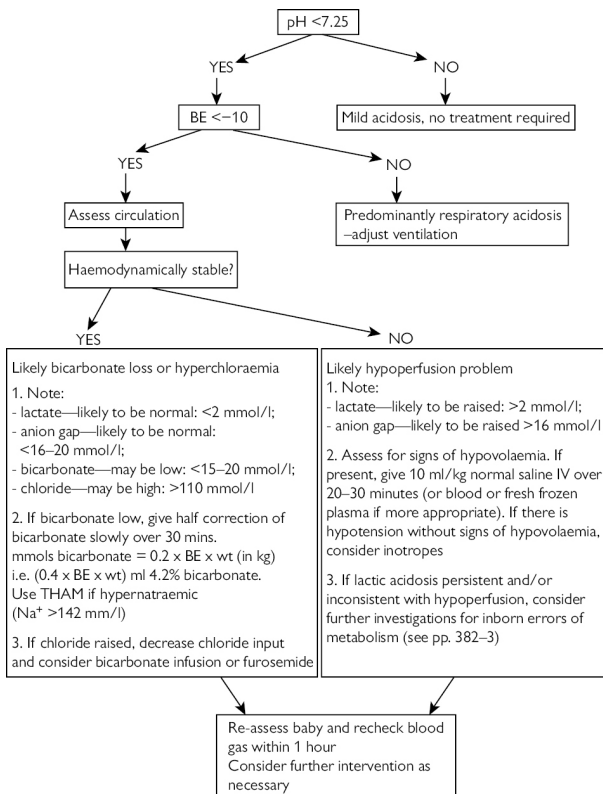 pH <7.25
YES
NO
BE <−10
Mild acidosis, no treatment required
YES
NO
Assess circulation
Predominantly respiratory acidosis
–adjust ventilation
Haemodynamically stable?
YES
NO
Likely bicarbonate loss or hyperchloraemia
1. Note:
- lactate—likely to be normal: <2 mmol/l;
- anion gap—likely to be normal:
<16–20 mmol/l;
- bicarbonate—may be low: <15–20 mmol/l;
- chloride—may be high: >110 mmol/l
2. If bicarbonate low, give half correction of
bicarbonate slowly over 30 mins.
mmols bicarbonate = 0.2 x BE x wt (in kg)
i.e. (0.4 x BE x wt) ml 4.2% bicarbonate.
Use THAM if hypernatraemic
(Na⁺ >142 mm/l)
3. If chloride raised, decrease chloride input
and consider bicarbonate infusion or furosemide
Likely hypoperfusion problem
1. Note:
- lactate—likely to be raised: >2 mmol/l;
- anion gap—likely to be raised >16 mmol/l
2. Assess for signs of hypovolaemia. If
present, give 10 ml/kg normal saline IV over
20–30 minutes (or blood or fresh frozen
plasma if more appropriate). If there is
hypotension without signs of hypovolaemia,
consider inotropes
3. If lactic acidosis persistent and/or
inconsistent with hypoperfusion, consider
further investigations for inborn errors of
metabolism (see pp. 382–3)
Re-assess baby and recheck blood
gas within 1 hour
Consider further intervention as
necessary